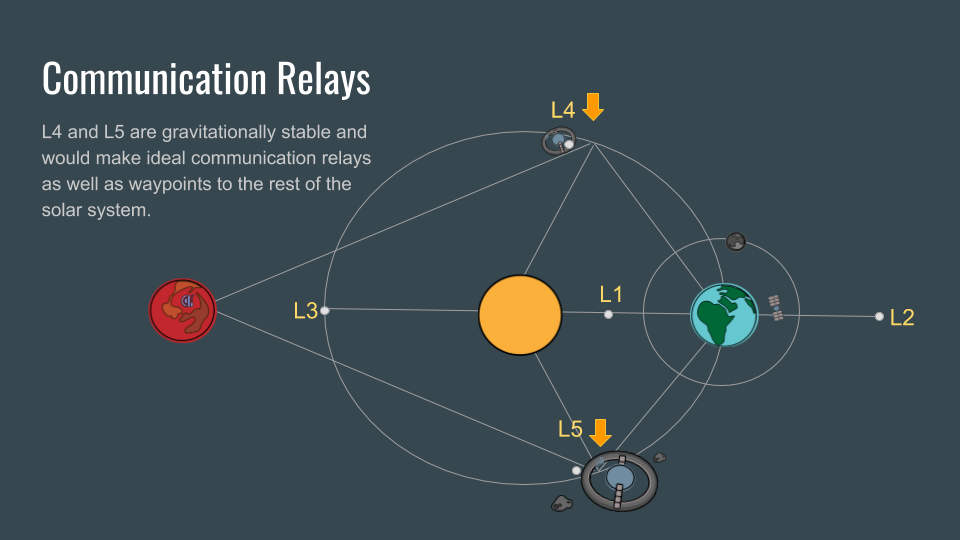 Communication Relays
L4 and L5 are gravitationally stable and
would make ideal communication relays
as well as waypoints to the rest of the
solar system.
L4
L3
L1
L2
L5